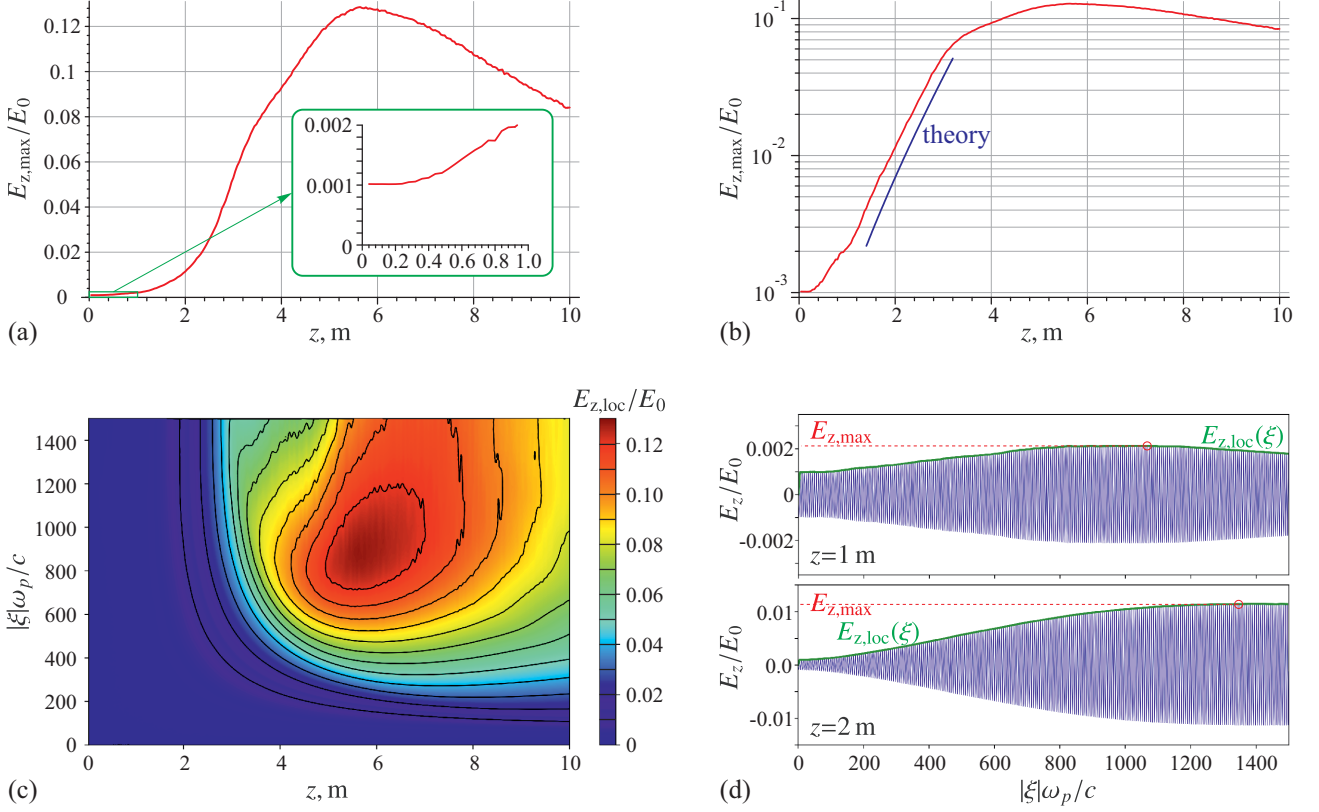 E_z,max/E_0
0.12
0.1
0.08
0.06
0.04
0.02
0
0 2 4 6 8 10
z, m
(a)
0.002
0.001
0
0 0.2 0.4 0.6 0.8 1.0
E_z,max/E_0
10^-1
10^-2
10^-3
theory
0 2 4 6 8 10
z, m
(b)
|ξ|ω_p/c
1400
1200
1000
800
600
400
200
0
0 2 4 6 8 10
z, m
(c)
E_z,loc/E_0
0.12
0.10
0.08
0.06
0.04
0.02
0
E_z/E_0
0.002
0
-0.002
E_z,max
E_z,loc(ξ)
z=1 m
E_z/E_0
0.01
0.0
-0.01
E_z,max
E_z,loc(ξ)
z=2 m
0 200 400 600 800 1000 1200 1400
|ξ|ω_p/c
(d)